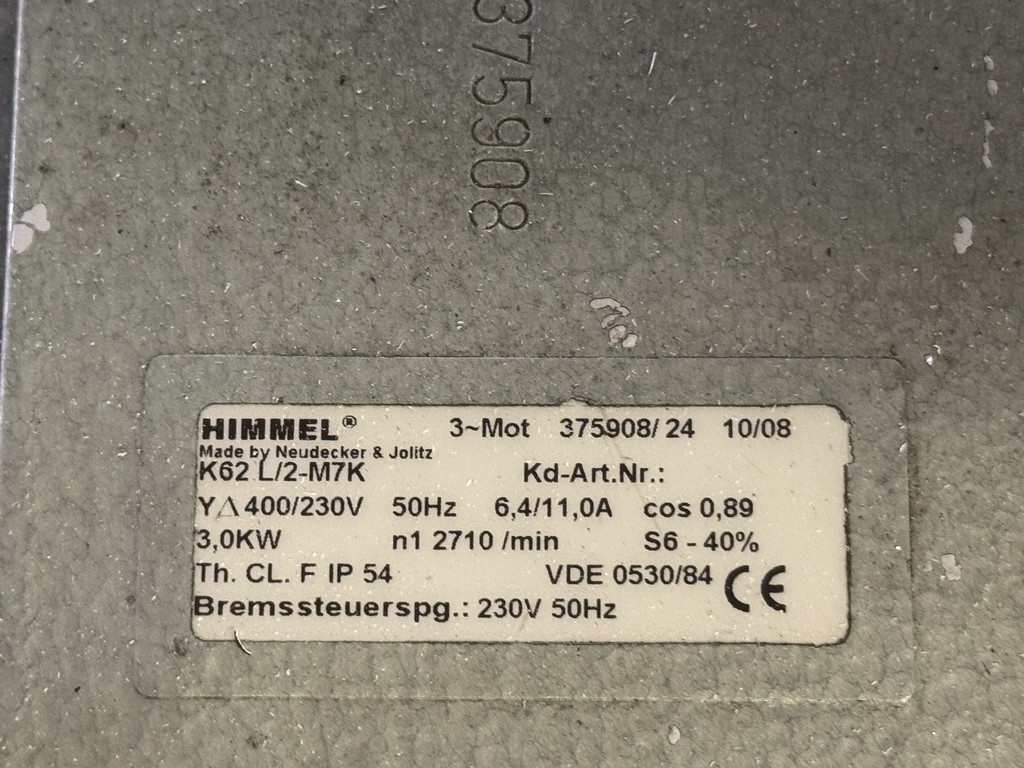 375908
HIMMEL® 3~Mot 375908/24 10/08
Made by Neudecker & Jolitz
K62 L/2-M7K Kd-Art.Nr.:
Y△ 400/230V 50Hz 6,4/11,0A cos 0,89
3,0KW n1 2710 /min S6 - 40%
Th. CL. F IP 54 VDE 0530/84 CE
Bremssteuerspg.: 230V 50Hz